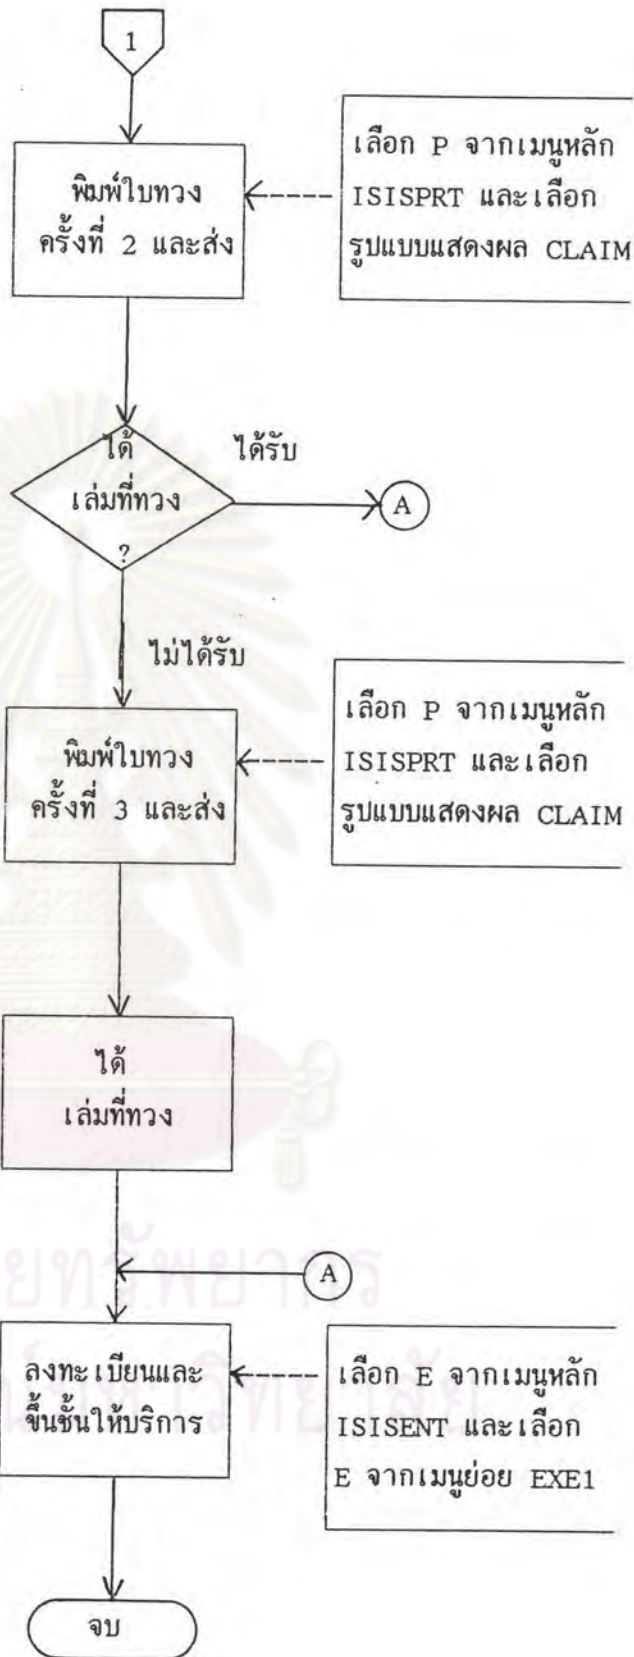 1
พิมพ์ใบทวง
ครั้งที่ 2 และส่ง
เลือก P จากเมนูหลัก
ISISPRT และเลือก
รูปแบบแสดงผล CLAIM
ได้
เล่มที่ทวง
?
ได้รับ
A
ไม่ได้รับ
พิมพ์ใบทวง
ครั้งที่ 3 และส่ง
เลือก P จากเมนูหลัก
ISISPRT และเลือก
รูปแบบแสดงผล CLAIM
ได้
เล่มที่ทวง
A
ลงทะเบียนและ
ขึ้นชั้นให้บริการ
เลือก E จากเมนูหลัก
ISISENT และเลือก
E จากเมนูย่อย EXE1
จบ